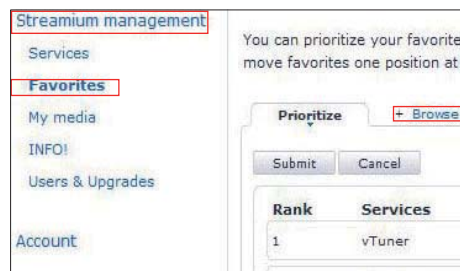 Streamium management
Services
Favorites
My media
INFO!
Users & Upgrades
Account
You can prioritize your favorite
move favorites one position at
Prioritize
+ Browse
Submit
Cancel
Rank Services
1 vTuner